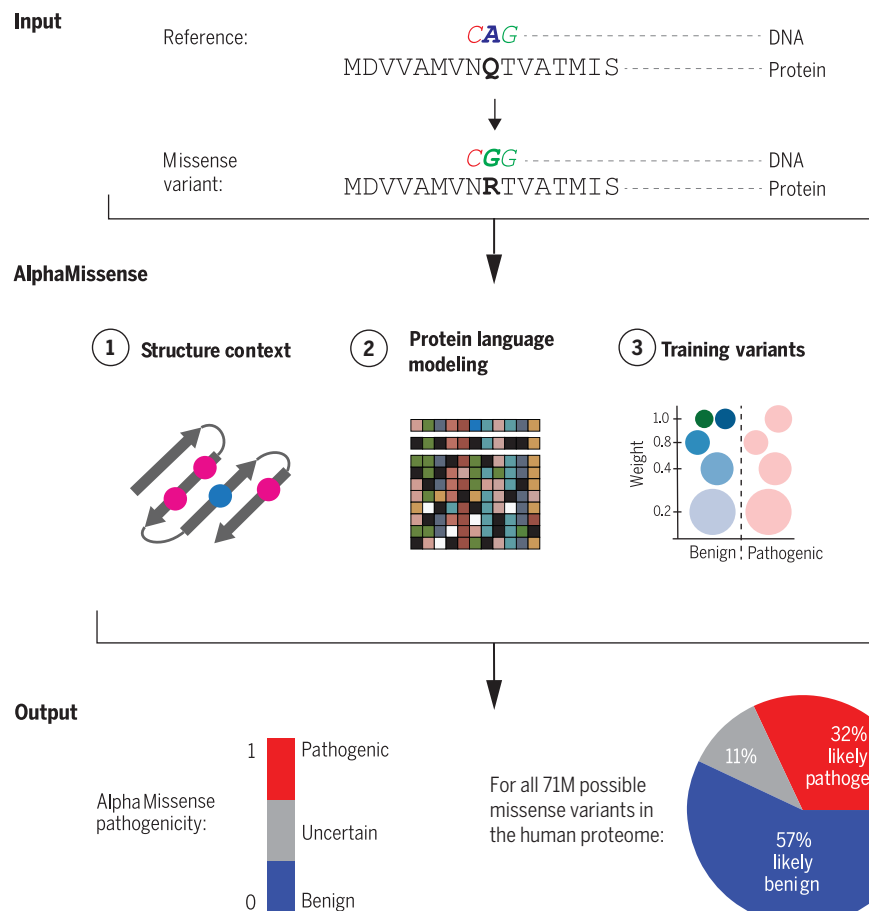 Input
Reference:
CAG DNA
MDVVAMVNQTVATMIS Protein
Missense
variant:
CGG DNA
MDVVAMVNRTVATMIS Protein
AlphaMissense
1 Structure context
2 Protein language
modeling
3 Training variants
Weight
1.0
0.8
0.4
0.2
Benign Pathogenic
Output
AlphaMissense
pathogenicity:
1 Pathogenic
Uncertain
0 Benign
For all 71M possible
missense variants in
the human proteome:
11%
32%
likely
pathoge
57%
likely
benign